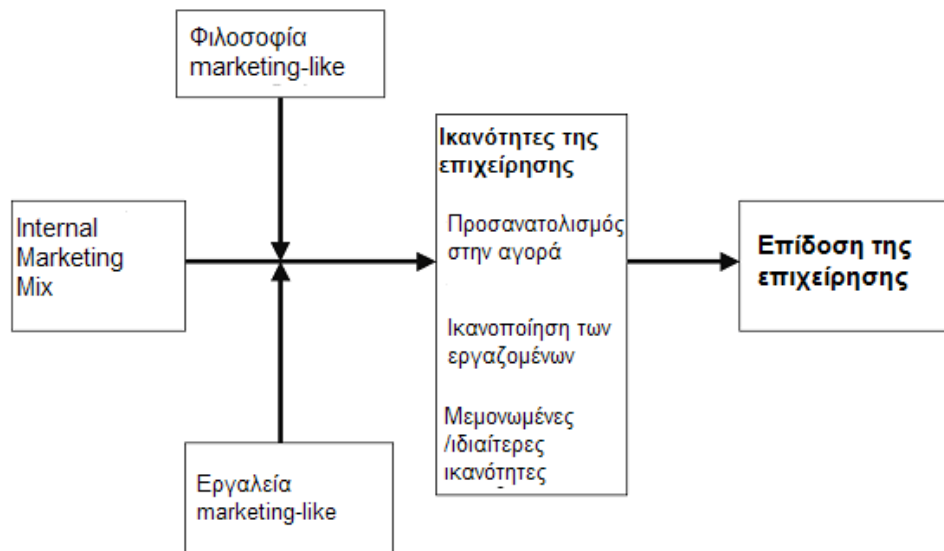 Φιλοσοφία
marketing-like
Internal
Marketing
Mix
Ικανότητες της
επιχείρησης
Προσανατολισμός
στην αγορά
Ικανοποίηση των
εργαζομένων
Μεμονωμένες
/ιδιαίτερες
ικανότητες
Επίδοση της
επιχείρησης
Εργαλεία
marketing-like